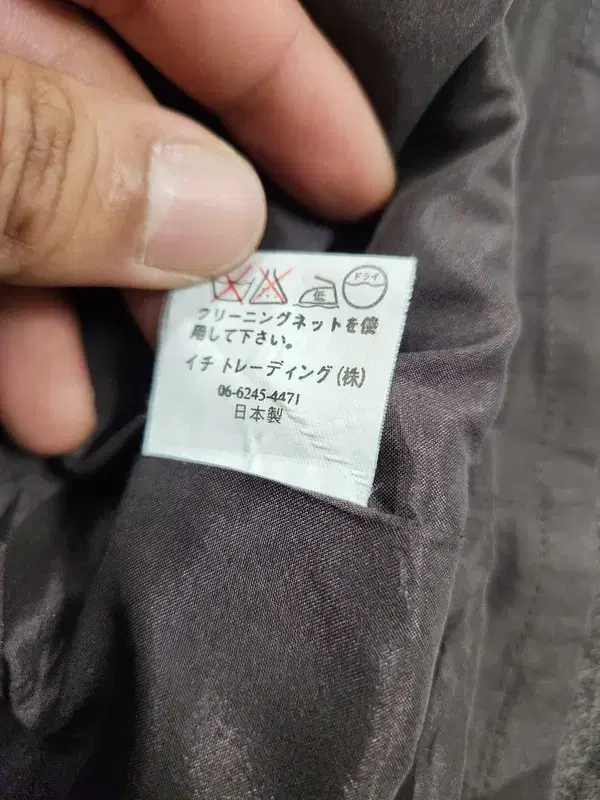 低 ドライ
クリーニングネットを使
用して下さい。
イチ トレーディング(株)
06-6245-4471
日本製